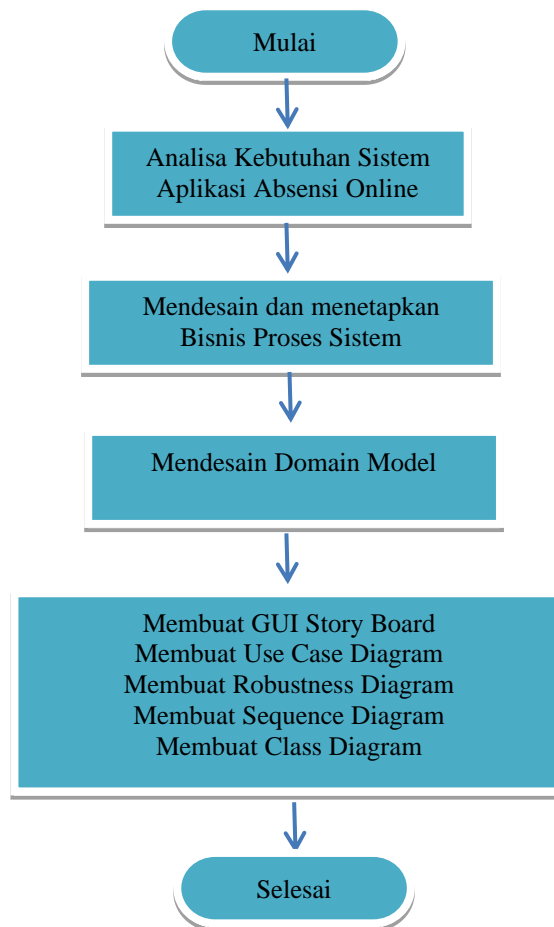 Mulai
Analisa Kebutuhan Sistem
Aplikasi Absensi Online
Mendesain dan menetapkan
Bisnis Proses Sistem
Mendesain Domain Model
Membuat GUI Story Board
Membuat Use Case Diagram
Membuat Robustness Diagram
Membuat Sequence Diagram
Membuat Class Diagram
Selesai